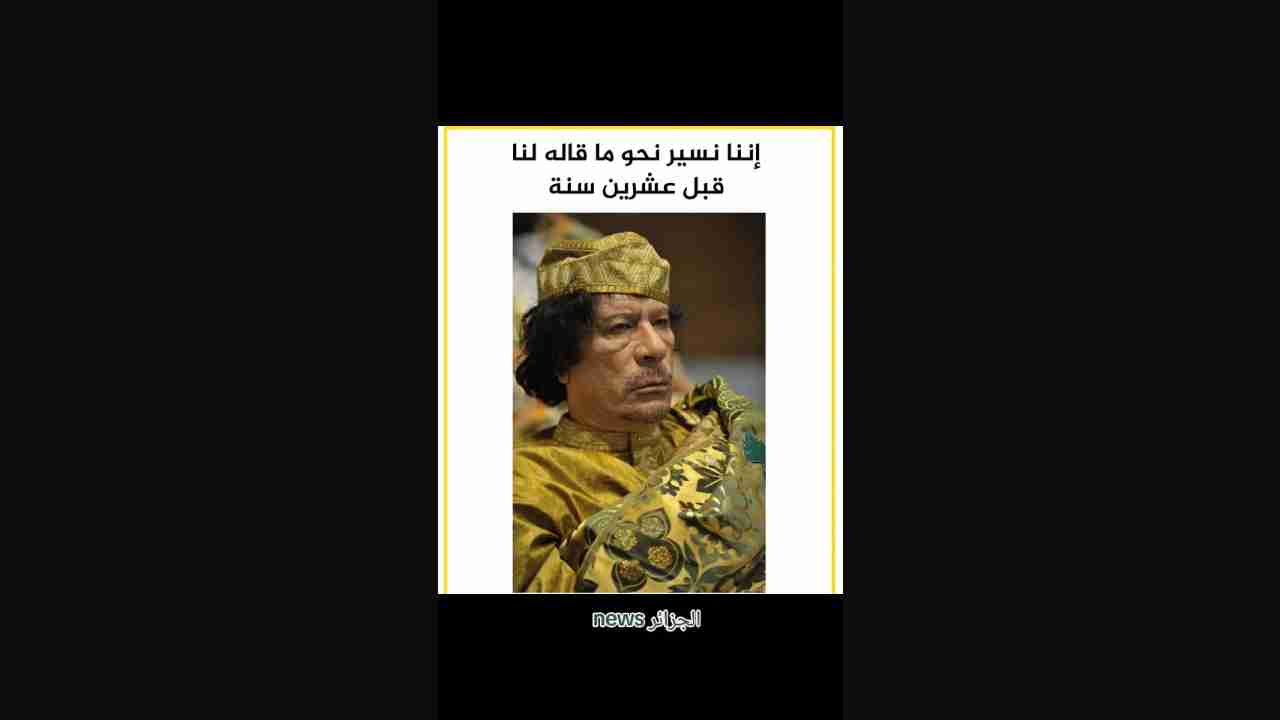 إننا نسير نحو ما قاله لنا
قبل عشرين سنة
الجزائر news